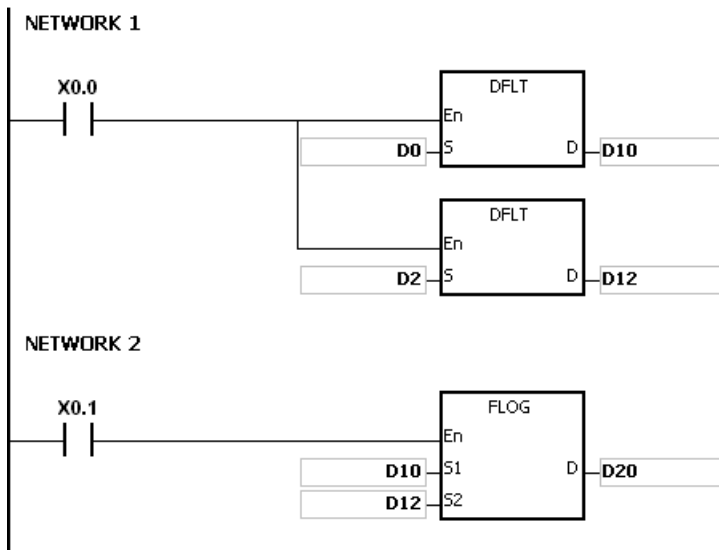 NETWORK 1
X0.0
DFLT
En
D0 S D D10
DFLT
En
D2 S D D12
NETWORK 2
X0.1
FLOG
En
D10 S1 D D20
D12 S2